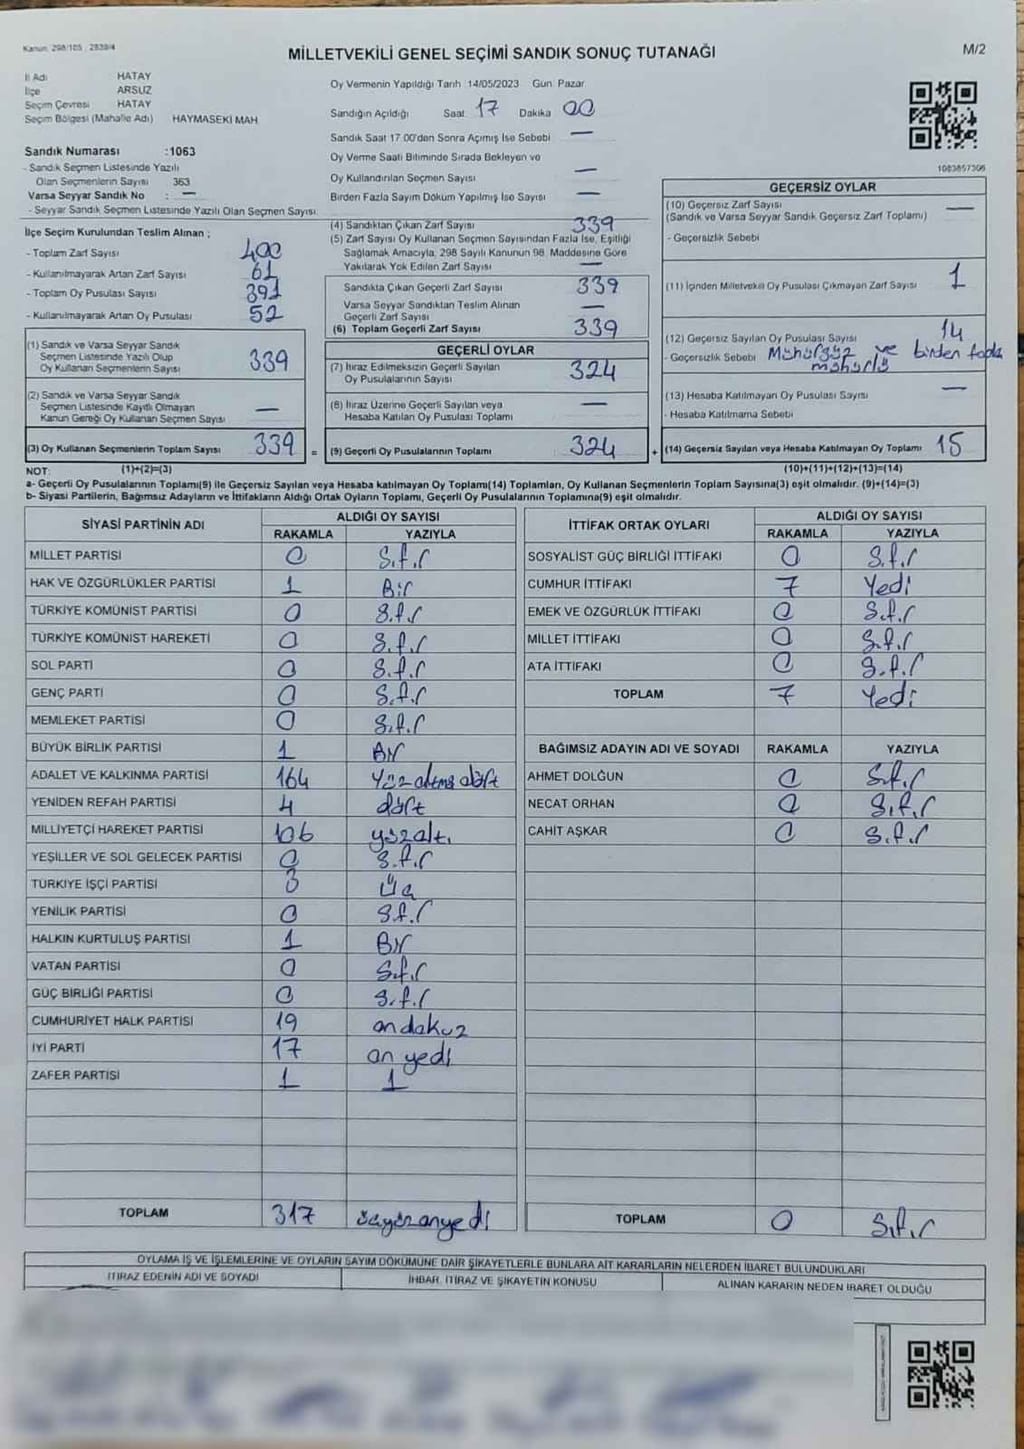 Kanun: 298/105 , 2839/4
MİLLETVEKİLİ GENEL SEÇİMİ SANDIK SONUÇ TUTANAĞI
M/2
İl Adı HATAY
İlçe ARSUZ
Seçim Çevresi HATAY
Seçim Bölgesi (Mahalle Adı) HAYMASEKİ MAH.
Oy Vermenin Yapıldığı Tarih 14/05/2023 Gün Pazar
Sandığın Açıldığı Saat 17 Dakika 00
Sandık Saat 17.00'den Sonra Açımış İse Sebebi —
Oy Verme Saati Bitiminde Sırada Bekleyen ve
Oy Kullandırılan Seçmen Sayısı —
Birden Fazla Sayım Döküm Yapılmış İse Sayısı —
Sandık Numarası :1063
- Sandık Seçmen Listesinde Yazılı
Olan Seçmenlerin Sayısı 363
Varsa Seyyar Sandık No : —
- Seyyar Sandık Seçmen Listesinde Yazılı Olan Seçmen Sayısı:
İlçe Seçim Kurulundan Teslim Alınan ;
- Toplam Zarf Sayısı 400
- Kullanılmayarak Artan Zarf Sayısı 61
- Toplam Oy Pusulası Sayısı 391
- Kullanılmayarak Artan Oy Pusulası 52
(1) Sandık ve Varsa Seyyar Sandık
Seçmen Listesinde Yazılı Olup
Oy Kullanan Seçmenlerin Sayısı 339
(2) Sandık ve Varsa Seyyar Sandık
Seçmen Listesinde Kayıtlı Olmayan
Kanun Gereği Oy Kullanan Seçmen Sayısı —
(3) Oy Kullanan Seçmenlerin Toplam Sayısı 339 =
(4) Sandıktan Çıkan Zarf Sayısı 339
(5) Zarf Sayısı Oy Kullanan Seçmen Sayısından Fazla İse, Eşitliği
Sağlamak Amacıyla, 298 Sayılı Kanunun 98. Maddesine Göre
Yakılarak Yok Edilen Zarf Sayısı —
Sandıkta Çıkan Geçerli Zarf Sayısı 339
Varsa Seyyar Sandıktan Teslim Alınan
Geçerli Zarf Sayısı —
(6) Toplam Geçerli Zarf Sayısı 339
GEÇERLİ OYLAR
(7) İtiraz Edilmeksizin Geçerli Sayılan
Oy Pusulalarının Sayısı 324
(8) İtiraz Üzerine Geçerli Sayılan veya
Hesaba Katılan Oy Pusulası Toplamı —
(9) Geçerli Oy Pusulalarının Toplamı 324 +
1083857306
GEÇERSİZ OYLAR
(10) Geçersiz Zarf Sayısı —
(Sandık ve Varsa Seyyar Sandık Geçersiz Zarf Toplamı)
- Geçersizlik Sebebi
(11) İçinden Milletvekili Oy Pusulası Çıkmayan Zarf Sayısı 1
(12) Geçersiz Sayılan Oy Pusulası Sayısı 14
- Geçersizlik Sebebi Mühürsüz ve birden fazla
mühürlü
(13) Hesaba Katılmayan Oy Pusulası Sayısı —
- Hesaba Katılmama Sebebi
(14) Geçersiz Sayılan veya Hesaba Katılmayan Oy Toplamı 15
NOT: (1)+(2)=(3) (10)+(11)+(12)+(13)=(14)
a- Geçerli Oy Pusulalarının Toplamı(9) ile Geçersiz Sayılan veya Hesaba katılmayan Oy Toplamı(14) Toplamları, Oy Kullanan Seçmenlerin Toplam Sayısına(3) eşit olmalıdır. (9)+(14)=(3)
b- Siyasi Partilerin, Bağımsız Adayların ve İttifakların Aldığı Ortak Oyların Toplamı, Geçerli Oy Pusulalarının Toplamına(9) eşit olmalıdır.
SİYASİ PARTİNİN ADI ALDIĞI OY SAYISI
RAKAMLA YAZIYLA
MİLLET PARTİSİ 0 Sıfır
HAK VE ÖZGÜRLÜKLER PARTİSİ 1 Bir
TÜRKİYE KOMÜNİST PARTİSİ 0 Sıfır
TÜRKİYE KOMÜNİST HAREKETİ 0 Sıfır
SOL PARTİ 0 Sıfır
GENÇ PARTİ 0 Sıfır
MEMLEKET PARTİSİ 0 Sıfır
BÜYÜK BİRLİK PARTİSİ 1 Bir
ADALET VE KALKINMA PARTİSİ 164 Yüz altmış dört
YENİDEN REFAH PARTİSİ 4 dört
MİLLİYETÇİ HAREKET PARTİSİ 106 yüzaltı
YEŞİLLER VE SOL GELECEK PARTİSİ 0 Sıfır
TÜRKİYE İŞÇİ PARTİSİ 3 Üç
YENİLİK PARTİSİ 0 Sıfır
HALKIN KURTULUŞ PARTİSİ 1 Bir
VATAN PARTİSİ 0 Sıfır
GÜÇ BİRLİĞİ PARTİSİ 0 Sıfır
CUMHURİYET HALK PARTİSİ 19 ondokuz
İYİ PARTİ 17 on yedi
ZAFER PARTİSİ 1 1
TOPLAM 317 üçyüzonyedi
İTTİFAK ORTAK OYLARI ALDIĞI OY SAYISI
RAKAMLA YAZIYLA
SOSYALİST GÜÇ BİRLİĞİ İTTİFAKI 0 Sıfır
CUMHUR İTTİFAKI 7 Yedi
EMEK VE ÖZGÜRLÜK İTTİFAKI 0 Sıfır
MİLLET İTTİFAKI 0 Sıfır
ATA İTTİFAKI 0 Sıfır
TOPLAM 7 Yedi
BAĞIMSIZ ADAYIN ADI VE SOYADI RAKAMLA YAZIYLA
AHMET DOLĞUN 0 Sıfır
NECAT ORHAN 0 Sıfır
CAHİT AŞKAR 0 Sıfır
TOPLAM 0 Sıfır
OYLAMA İŞ VE İŞLEMLERİNE VE OYLARIN SAYIM DÖKÜMÜNE DAİR ŞİKAYETLERLE BUNLARA AİT KARARLARIN NELERDEN İBARET BULUNDUKLARI
İTİRAZ EDENİN ADI VE SOYADI İHBAR, İTİRAZ VE ŞİKAYETİN KONUSU ALINAN KARARIN NEDEN İBARET OLDUĞU